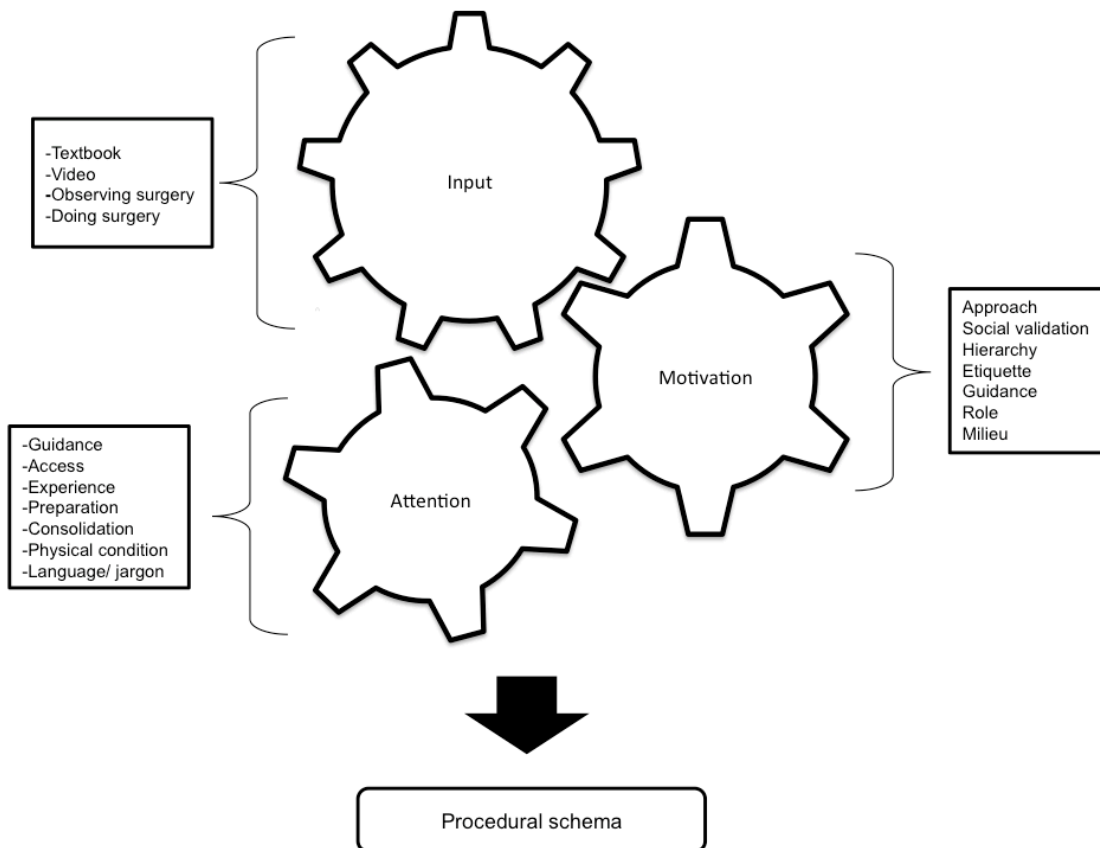 -Textbook
-Video
-Observing surgery
-Doing surgery
Input
Motivation
Approach
Social validation
Hierarchy
Etiquette
Guidance
Role
Milieu
-Guidance
-Access
-Experience
-Preparation
-Consolidation
-Physical condition
-Language/ jargon
Attention
Procedural schema